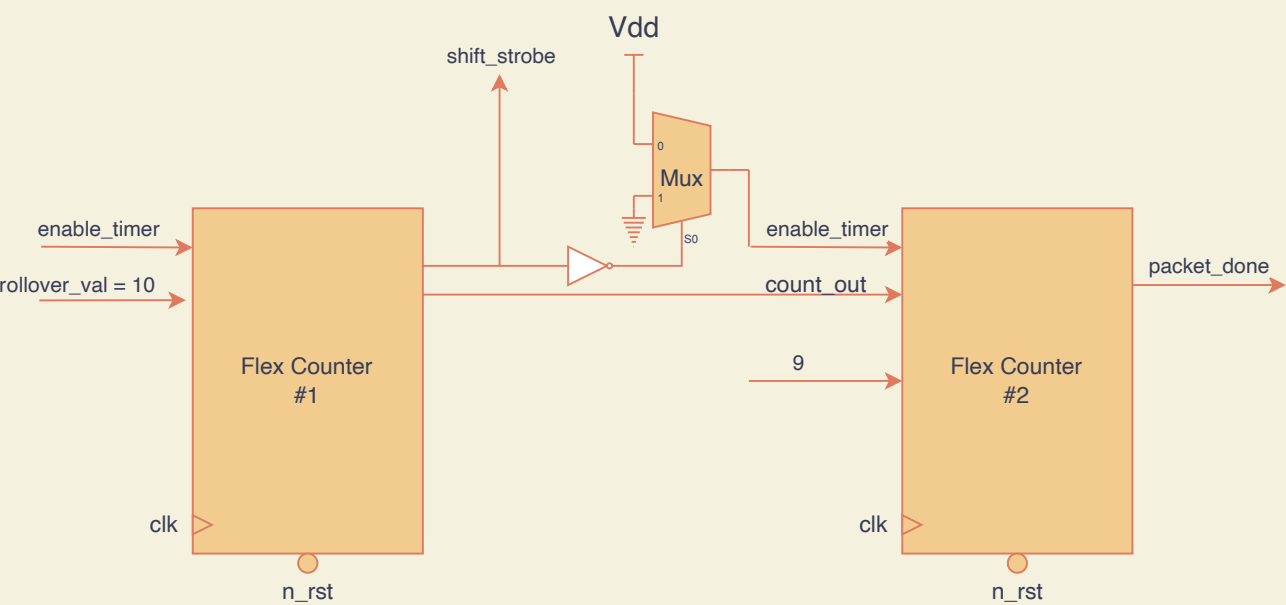 Vdd
shift_strobe
0
Mux
1
S0
enable_timer
enable_timer
rollover_val = 10
count_out
packet_done
9
Flex Counter
#1
Flex Counter
#2
clk
clk
n_rst
n_rst